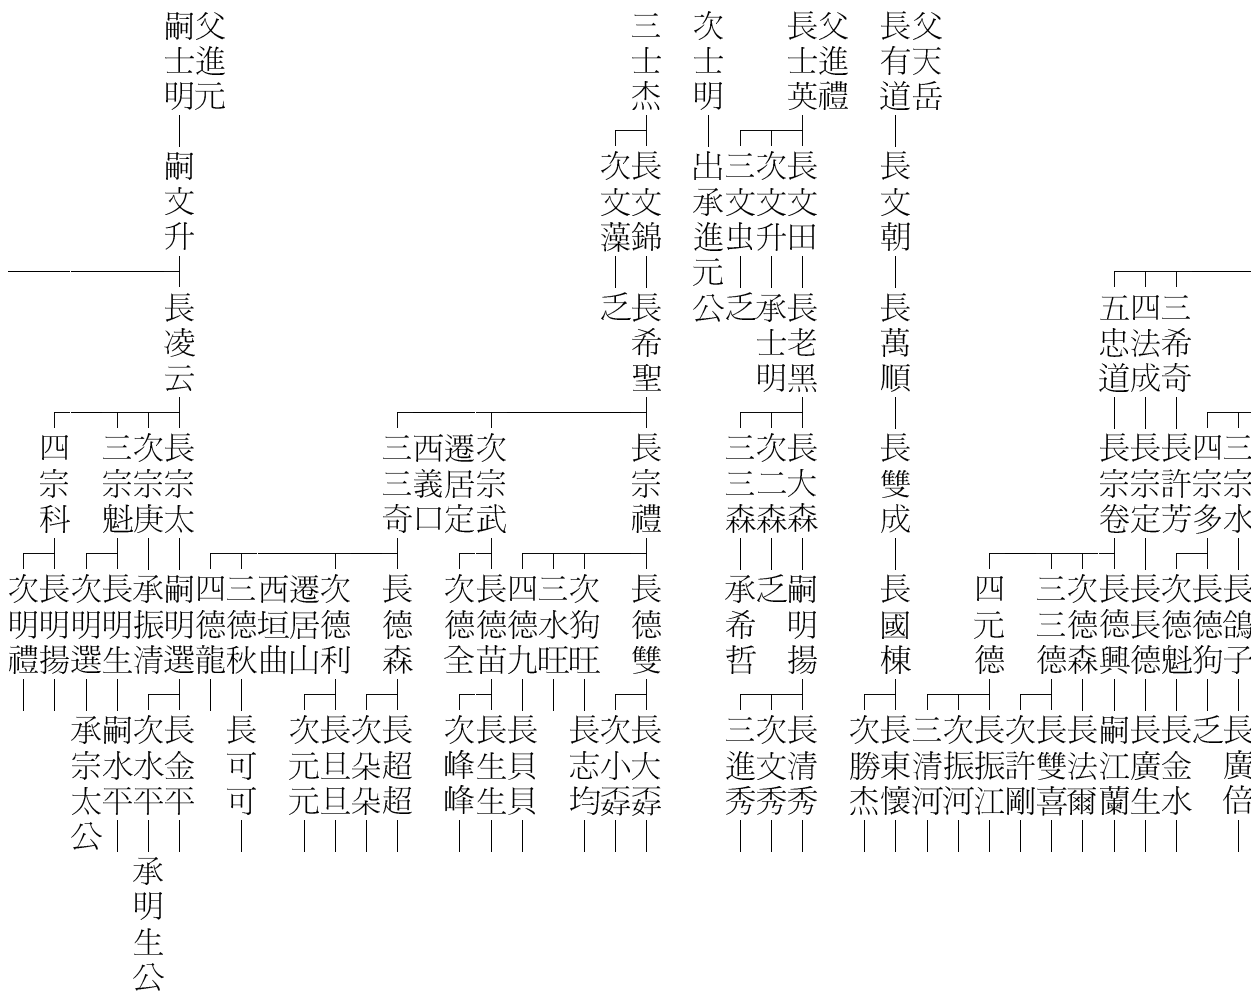 父天岳
長有道
父進禮
長士英
次士明
三士杰
父進元
嗣士明
長文朝
長文田
次文升
三文虫
出承進元公
長文錦
次文藻
嗣文升
三希奇
四法成
五忠道
長萬順
長老黑
承士明
乏
長希聖
乏
長凌云
三宗水
四宗多
長許芳
長宗定
長宗卷
長雙成
長大森
次二森
三三森
長宗禮
次宗武
遷居定
西義口
三三奇
長宗太
次宗庚
三宗魁
四宗科
長鴿子
長德狗
次德魁
長長德
長德興
次德森
三三德
四元德
長國棟
嗣明揚
乏
承希哲
長德雙
次狗旺
三水旺
四德九
長德苗
次德全
長德森
次德利
遷居山
西垣曲
三德秋
四德龍
嗣明選
承振清
長明生
次明選
長明揚
次明禮
長廣倍
乏
長金水
長廣生
嗣江蘭
長法爾
長雙喜
次許剛
長振江
次振河
三清河
長東懷
次勝杰
長清秀
次文秀
三進秀
長大孬
次小孬
長志均
長貝貝
長生生
次峰峰
長超超
次朵朵
長旦旦
次元元
長可可
長金平
次水平
嗣水平
承宗太公
承明生公